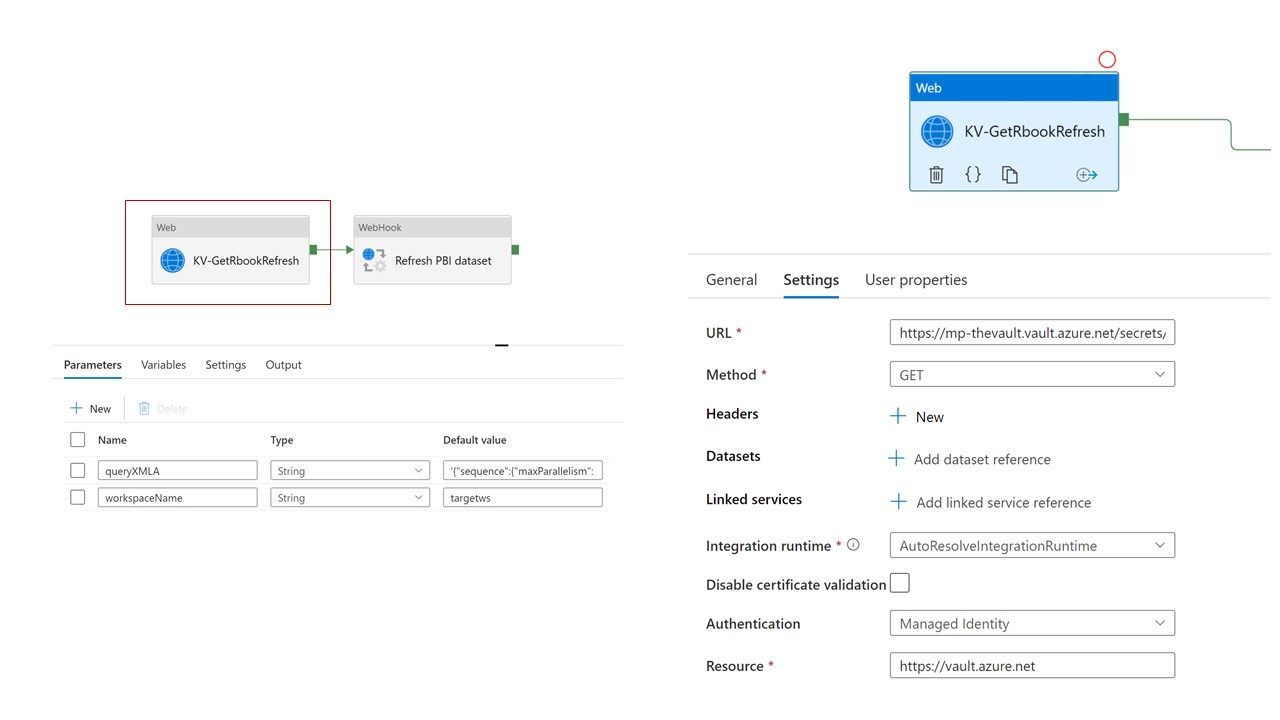 Web
KV-GetRbookRefresh
WebHook
Refresh PBI dataset
Parameters
Variables
Settings
Output
New
Delete
Name
Type
Default value
queryXMLA
String
'{"sequence":{"maxParallelism":
workspaceName
String
targetws
Web
KV-GetRbookRefresh
{}
General
Settings
User properties
URL *
https://mp-thevault.vault.azure.net/secrets/
Method *
GET
Headers
New
Datasets
Add dataset reference
Linked services
Add linked service reference
Integration runtime *
AutoResolveIntegrationRuntime
Disable certificate validation
Authentication
Managed Identity
Resource *
https://vault.azure.net